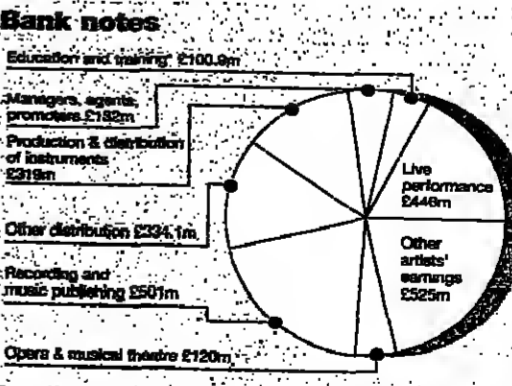 Bank notes
Education and training £100.9m
Managers, agents,
promoters £132m
Production & distribution
of instruments
£319m
Other distribution £334.1m
Recording and
music publishing £501m
Opera & musical theatre £120m
Live
performance
£446m
Other
artists'
earnings
£525m